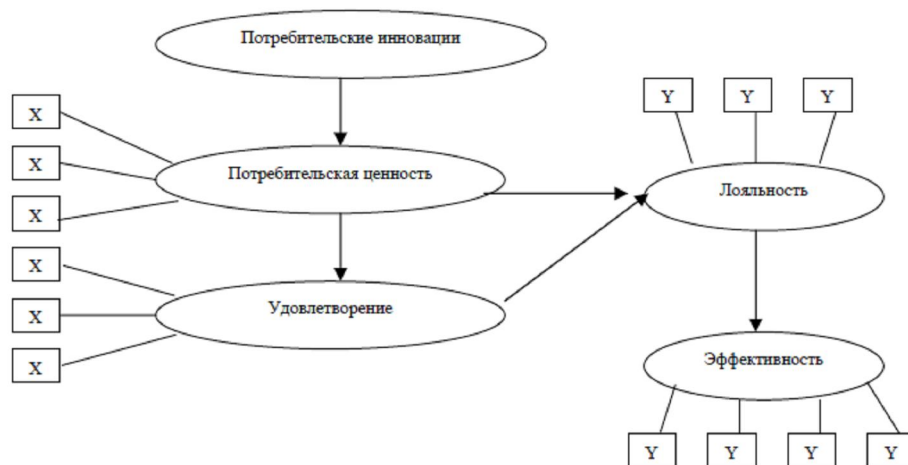 Потребительские инновации
Y Y Y
X
X
Потребительская ценность
Лояльность
X
X
X
Удовлетворение
X
Эффективность
Y Y Y Y